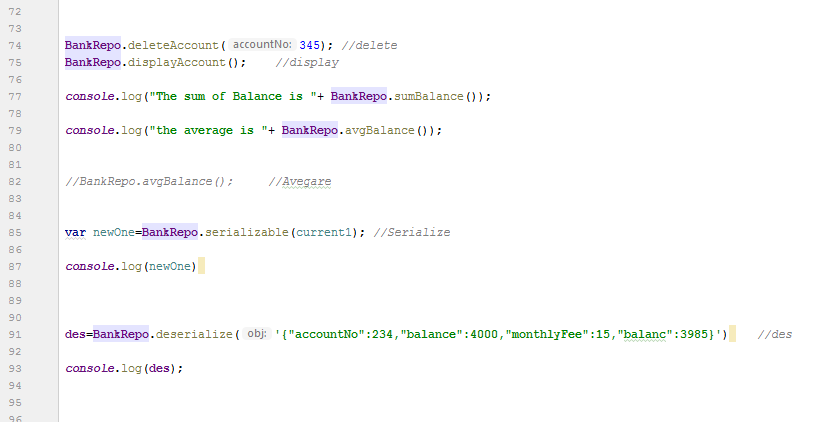 72
73
74 BankRepo.deleteAccount( accountNo: 345); //delete
75 BankRepo.displayAccount(); //display
76
77 console.log("The sum of Balance is "+ BankRepo.sumBalance());
78
79 console.log("the average is "+ BankRepo.avgBalance());
80
81
82 //BankRepo.avgBalance(); //Avegare
83
84
85 var newOne=BankRepo.serializable(current1); //Serialize
86
87 console.log(newOne)
88
89
90
91 des=BankRepo.deserialize( obj: '{"accountNo":234,"balance":4000,"monthlyFee":15,"balanc":3985}') //des
92
93 console.log(des);
94
95
96